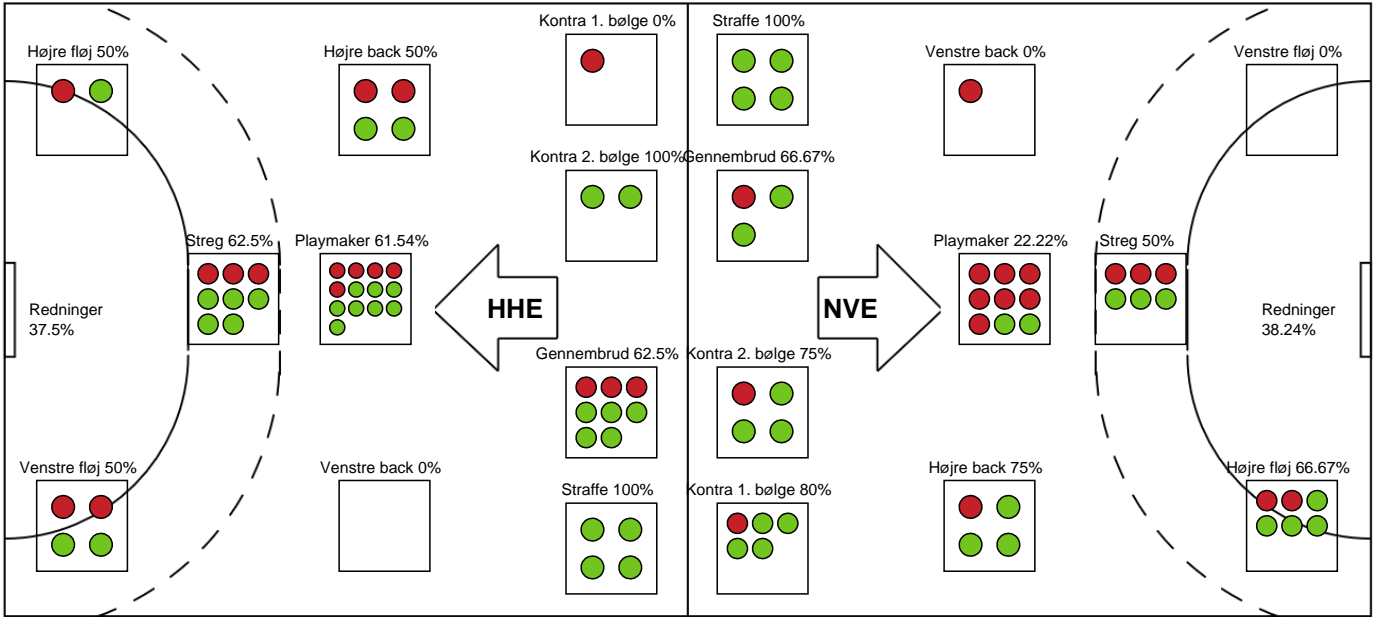 Kontra 1. bølge 0%
Straffe 100%
Højre fløj 50%
Højre back 50%
Venstre back 0%
Venstre fløj 0%
Kontra 2. bølge 100%
Gennembrud 66.67%
Streg 62.5%
Playmaker 61.54%
Playmaker 22.22%
Streg 50%
Redninger
37.5%
HHE
NVE
Redninger
38.24%
Gennembrud 62.5%
Kontra 2. bølge 75%
Venstre fløj 50%
Venstre back 0%
Straffe 100%
Kontra 1. bølge 80%
Højre back 75%
Højre fløj 66.67%